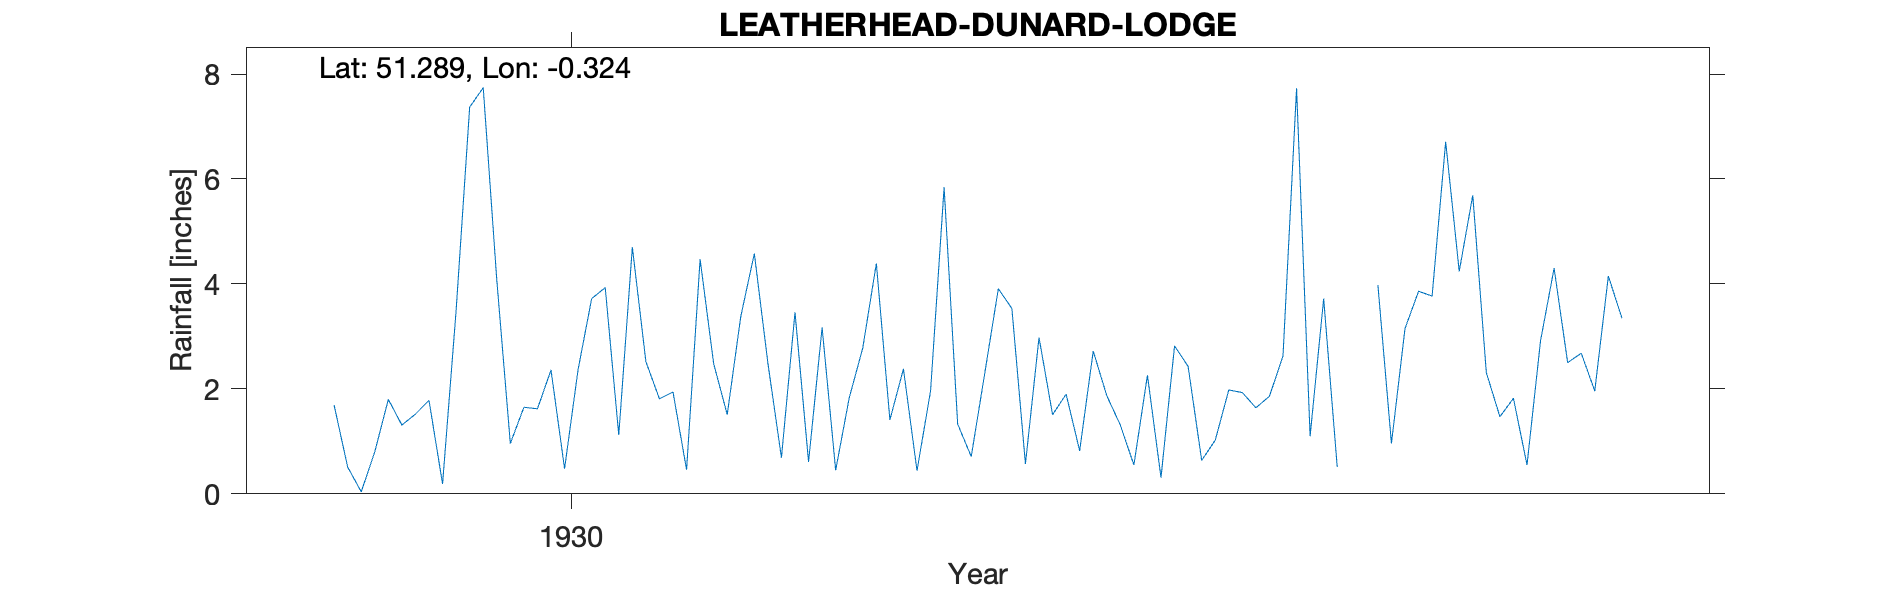 LEATHERHEAD-DUNARD-LODGE
Lat: 51.289, Lon: -0.324
8
6
4
2
0
Rainfall [inches]
1930
Year